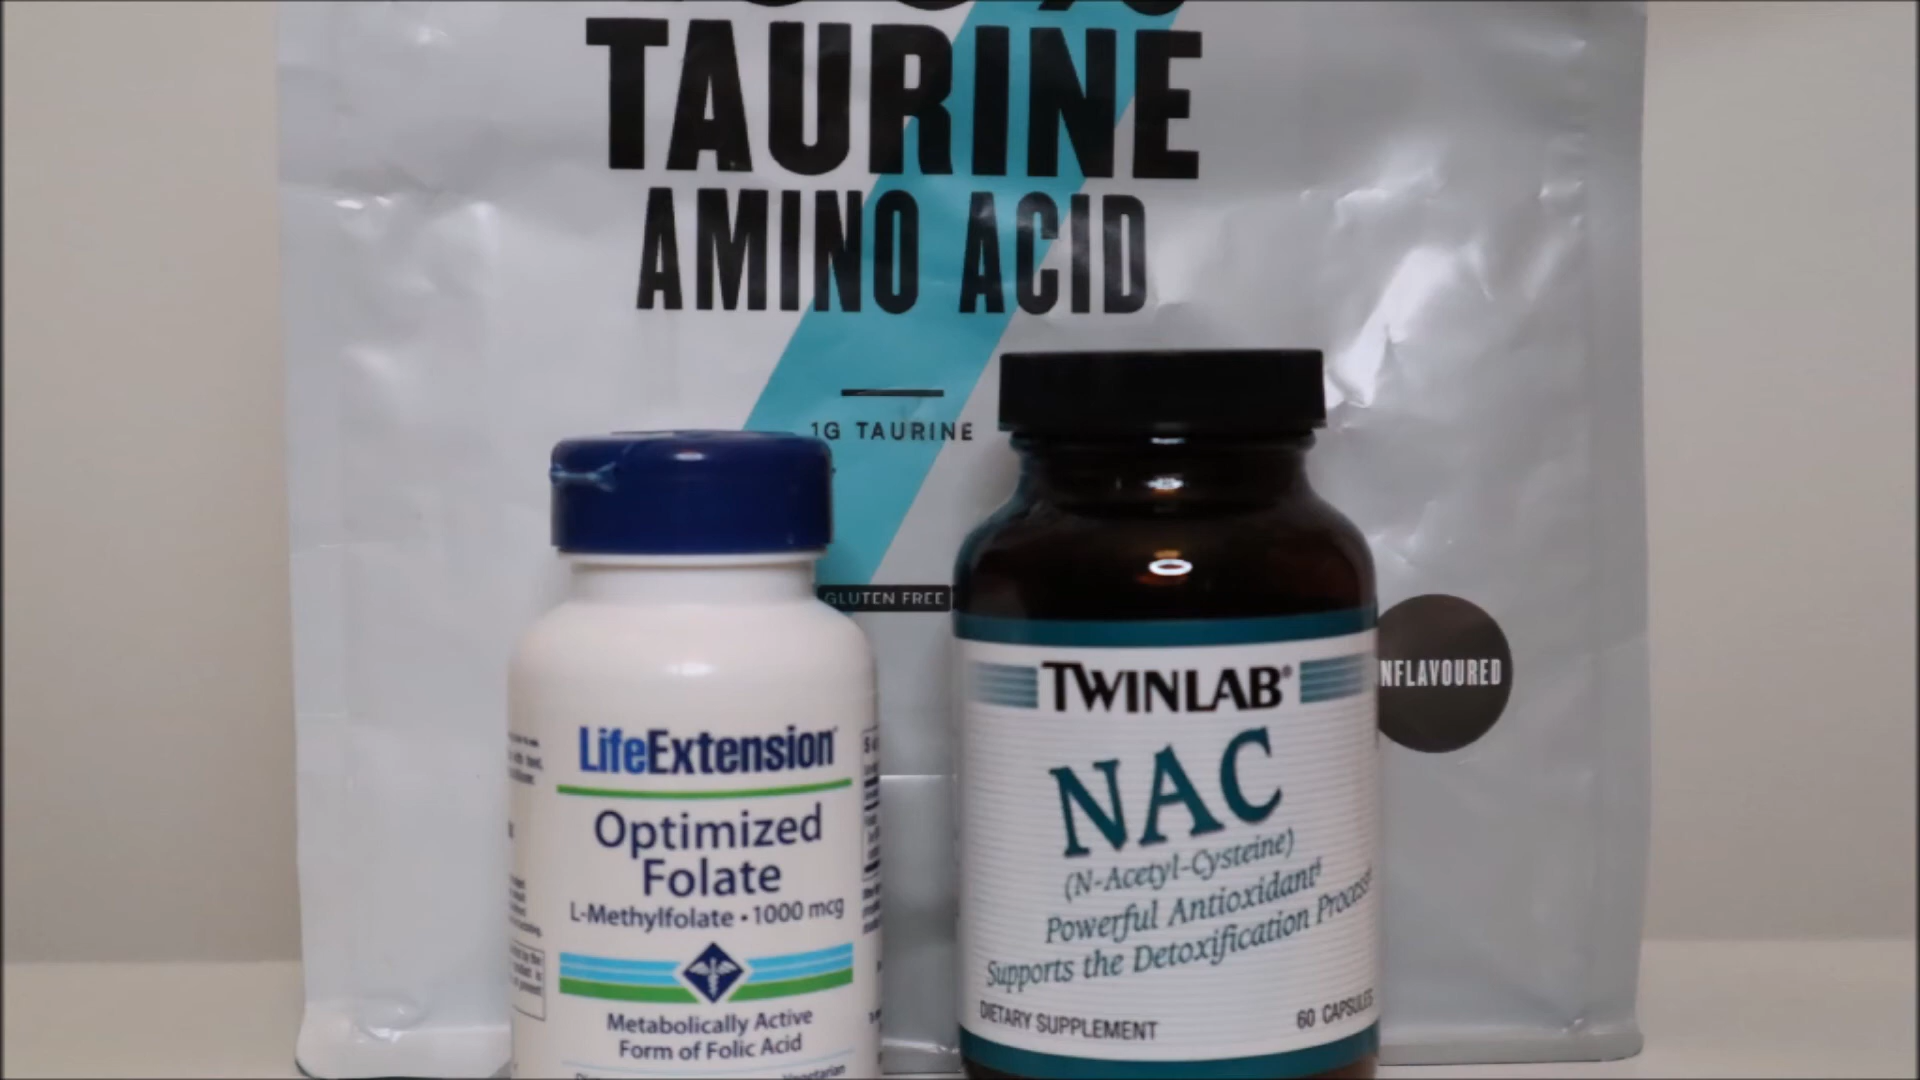 TAURINE
AMINO ACID
1G TAURINE
GLUTEN FREE
NFLAVOURED
LifeExtension
Optimized
Folate
L-Methylfolate • 1000 mcg
Metabolically Active
Form of Folic Acid
TWINLAB®
NAC
(N-Acetyl-Cysteine)
Powerful Antioxidant†
Supports the Detoxification Process†
DIETARY SUPPLEMENT
60 CAPSULES